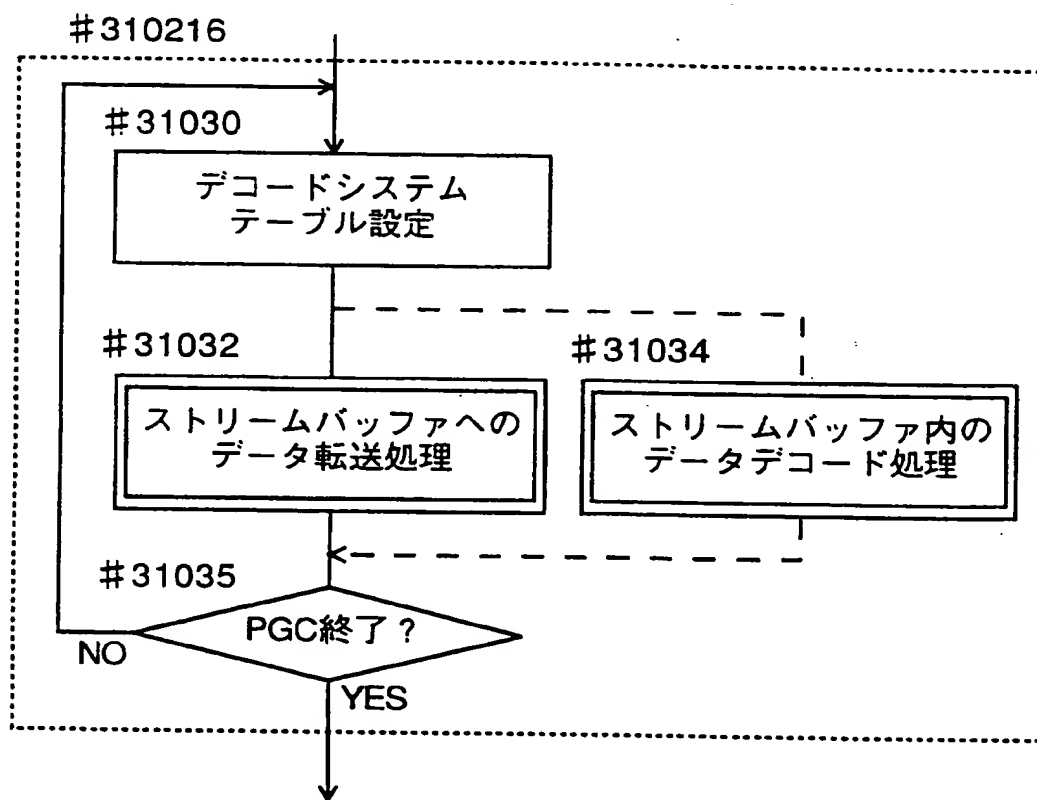 #310216
#31030
デコードシステム
テーブル設定
#31032
ストリームバッファへの
データ転送処理
#31034
ストリームバッファ内の
データデコード処理
#31035
PGC終了？
NO
YES